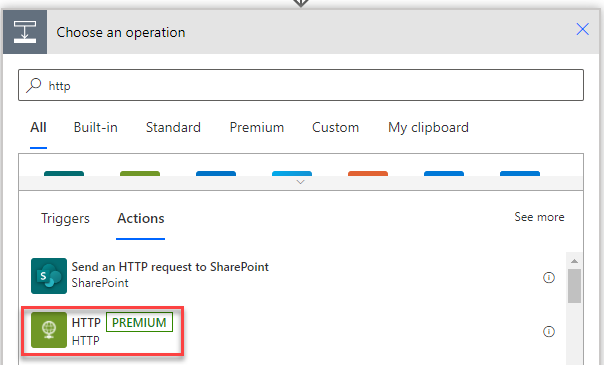 Choose an operation
http
All Built-in Standard Premium Custom My clipboard
Triggers Actions See more
Send an HTTP request to SharePoint
SharePoint
HTTP PREMIUM
HTTP